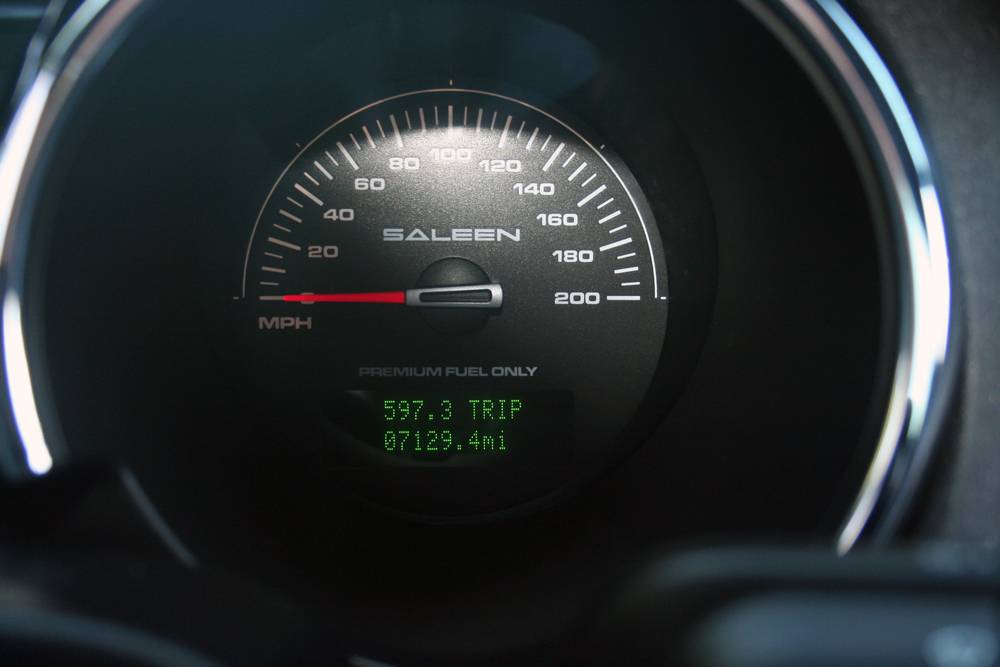 80 100 120
60 140
40 160
SALEEN
20 180
0 200
MPH
PREMIUM FUEL ONLY
597.3 TRIP
07129.4mi